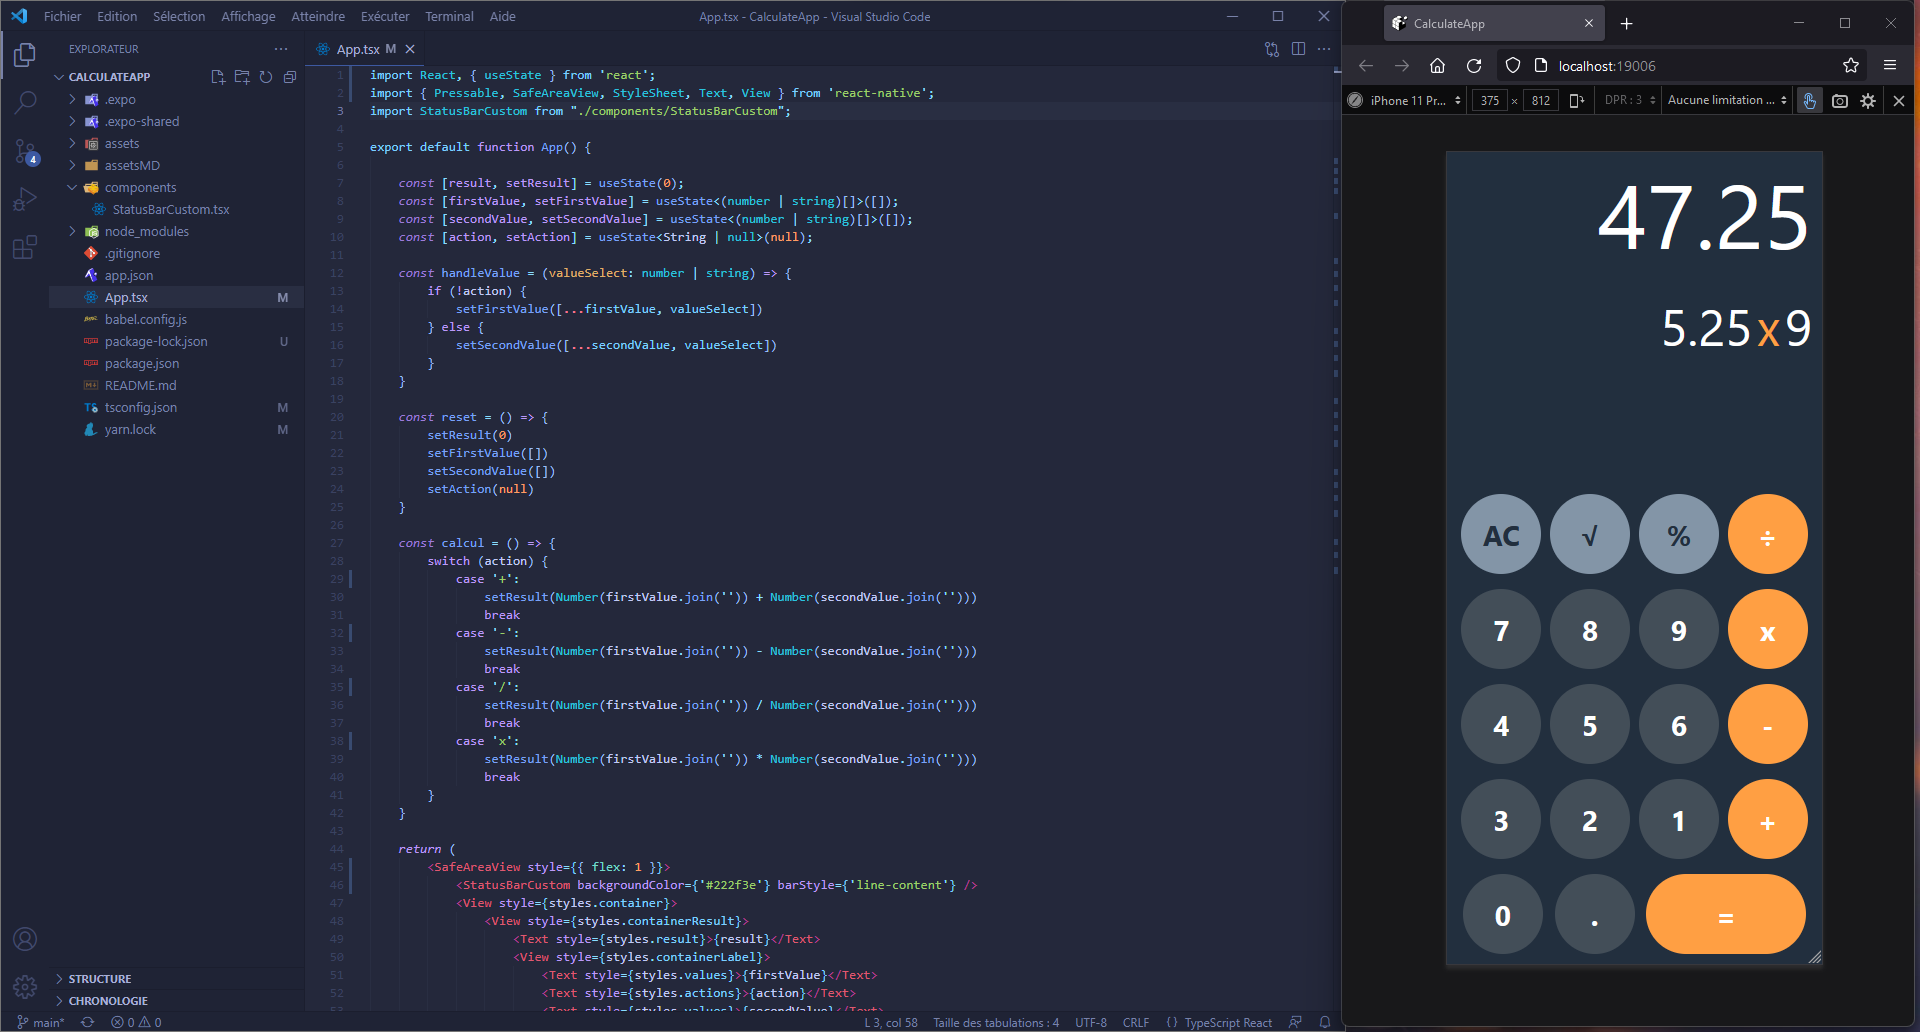 Fichier Edition Sélection Affichage Atteindre Exécuter Terminal Aide
App.tsx - CalculateApp - Visual Studio Code
EXPLORATEUR
CALCULATEAPP
.expo
.expo-shared
assets
assetsMD
components
StatusBarCustom.tsx
node_modules
.gitignore
app.json
App.tsx M
babel.config.js
package-lock.json U
package.json
README.md
tsconfig.json M
yarn.lock M
STRUCTURE
CHRONOLOGIE
4
App.tsx M
1 import React, { useState } from 'react';
2 import { Pressable, SafeAreaView, StyleSheet, Text, View } from 'react-native';
3 import StatusBarCustom from "./components/StatusBarCustom";
4
5 export default function App() {
6
7 const [result, setResult] = useState(0);
8 const [firstValue, setFirstValue] = useState<(number | string)[]>([]);
9 const [secondValue, setSecondValue] = useState<(number | string)[]>([]);
10 const [action, setAction] = useState<String | null>(null);
11
12 const handleValue = (valueSelect: number | string) => {
13 if (!action) {
14 setFirstValue([...firstValue, valueSelect])
15 } else {
16 setSecondValue([...secondValue, valueSelect])
17 }
18 }
19
20 const reset = () => {
21 setResult(0)
22 setFirstValue([])
23 setSecondValue([])
24 setAction(null)
25 }
26
27 const calcul = () => {
28 switch (action) {
29 case '+':
30 setResult(Number(firstValue.join('')) + Number(secondValue.join('')))
31 break
32 case '-':
33 setResult(Number(firstValue.join('')) - Number(secondValue.join('')))
34 break
35 case '/':
36 setResult(Number(firstValue.join('')) / Number(secondValue.join('')))
37 break
38 case 'x':
39 setResult(Number(firstValue.join('')) * Number(secondValue.join('')))
40 break
41 }
42 }
43
44 return (
45 <SafeAreaView style={{ flex: 1 }}>
46 <StatusBarCustom backgroundColor={'#222f3e'} barStyle={'line-content'} />
47 <View style={styles.container}>
48 <View style={styles.containerResult}>
49 <Text style={styles.result}>{result}</Text>
50 <View style={styles.containerLabel}>
51 <Text style={styles.values}>{firstValue}</Text>
52 <Text style={styles.actions}>{action}</Text>
53 <Text style={styles.values}>{secondValue}</Text>
main* 0 0
L 3, col 58 Taille des tabulations : 4 UTF-8 CRLF {} TypeScript React
CalculateApp
localhost:19006
iPhone 11 Pr... 375 × 812 DPR : 3 Aucune limitation ...
47.25
5.25x9
AC √ % ÷
7 8 9 x
4 5 6 -
3 2 1 +
0 . =